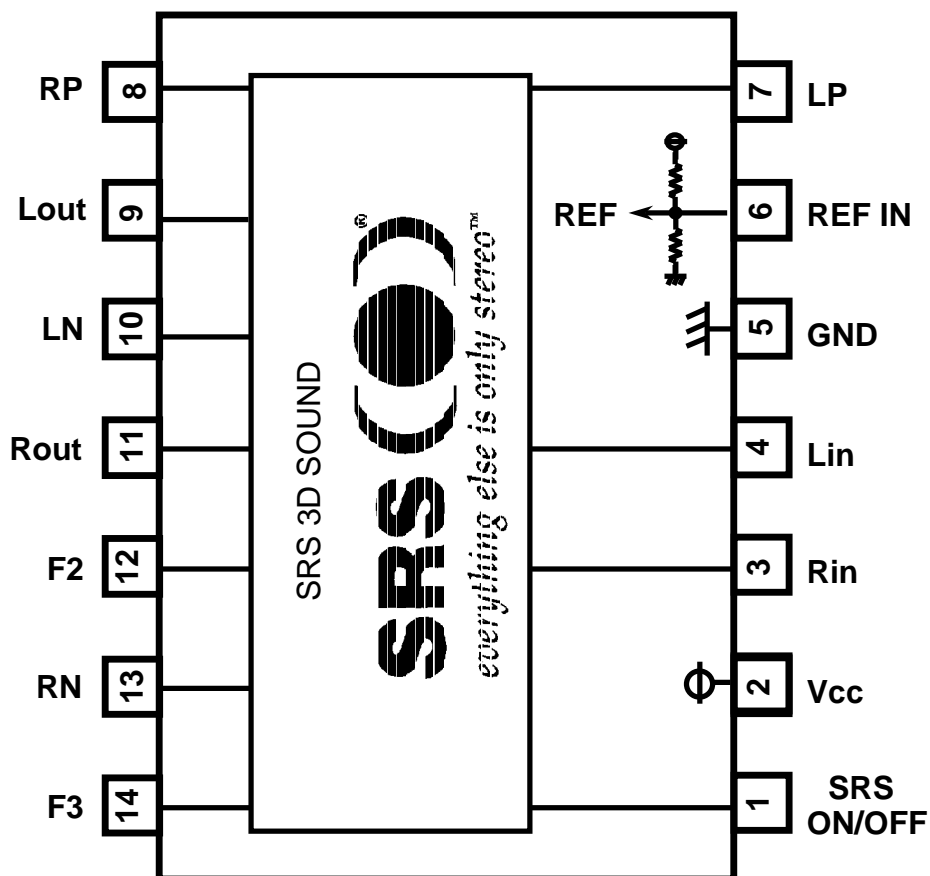 RP 8
7 LP
Lout 9
REF
6 REF IN
LN 10
5 GND
Rout 11
4 Lin
F2 12
3 Rin
RN 13
2 Vcc
F3 14
1 SRS
ON/OFF
SRS 3D SOUND
SRS ®
everything else is only stereo™